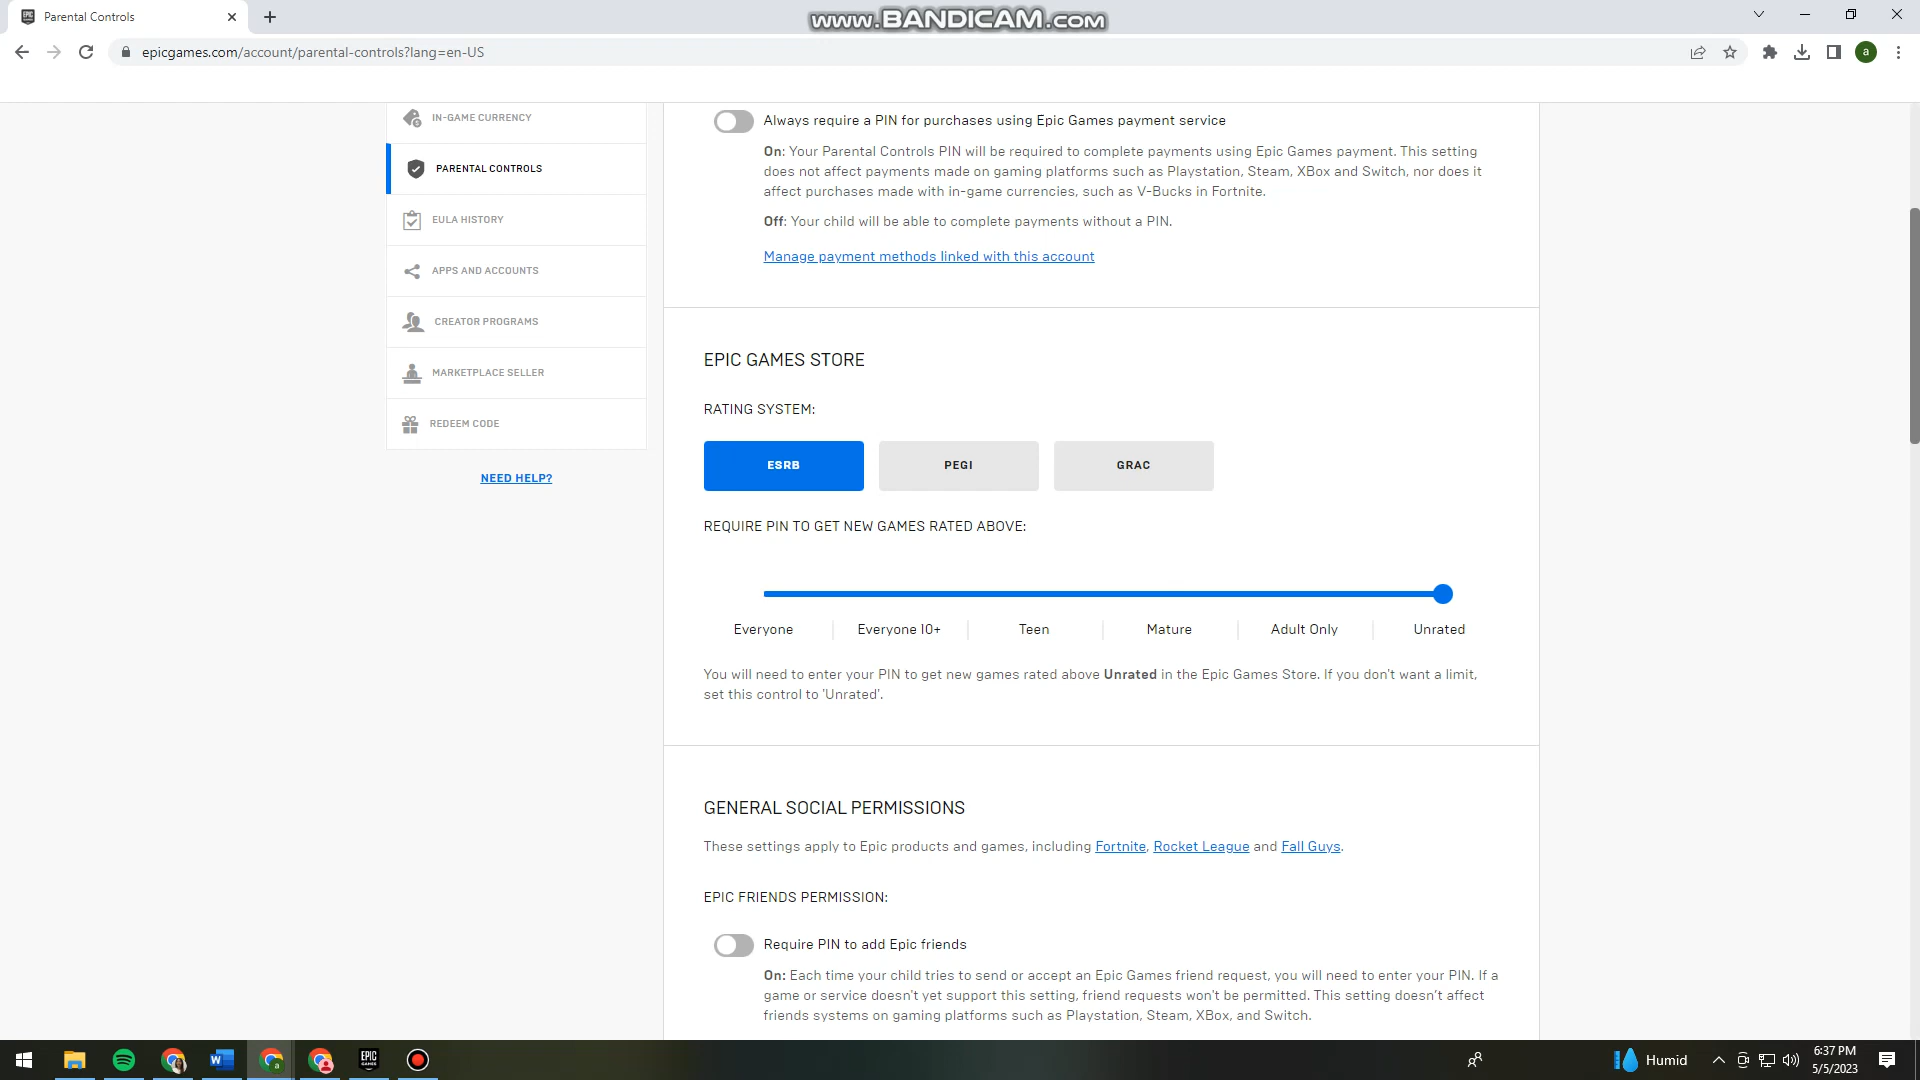 Parental Controls
www.BANDICAM.com
epicgames.com/account/parental-controls?lang=en-US
a
IN-GAME CURRENCY
PARENTAL CONTROLS
EULA HISTORY
APPS AND ACCOUNTS
CREATOR PROGRAMS
MARKETPLACE SELLER
REDEEM CODE
NEED HELP?
Always require a PIN for purchases using Epic Games payment service
On: Your Parental Controls PIN will be required to complete payments using Epic Games payment. This setting
does not affect payments made on gaming platforms such as Playstation, Steam, XBox and Switch, nor does it
affect purchases made with in-game currencies, such as V-Bucks in Fortnite.
Off: Your child will be able to complete payments without a PIN.
Manage payment methods linked with this account
EPIC GAMES STORE
RATING SYSTEM:
ESRB PEGI GRAC
REQUIRE PIN TO GET NEW GAMES RATED ABOVE:
Everyone Everyone 10+ Teen Mature Adult Only Unrated
You will need to enter your PIN to get new games rated above Unrated in the Epic Games Store. If you don't want a limit,
set this control to 'Unrated'.
GENERAL SOCIAL PERMISSIONS
These settings apply to Epic products and games, including Fortnite, Rocket League and Fall Guys.
EPIC FRIENDS PERMISSION:
Require PIN to add Epic friends
On: Each time your child tries to send or accept an Epic Games friend request, you will need to enter your PIN. If a
game or service doesn't yet support this setting, friend requests won't be permitted. This setting doesn't affect
friends systems on gaming platforms such as Playstation, Steam, XBox, and Switch.
EPIC
GAMES
Humid
6:37 PM
5/5/2023